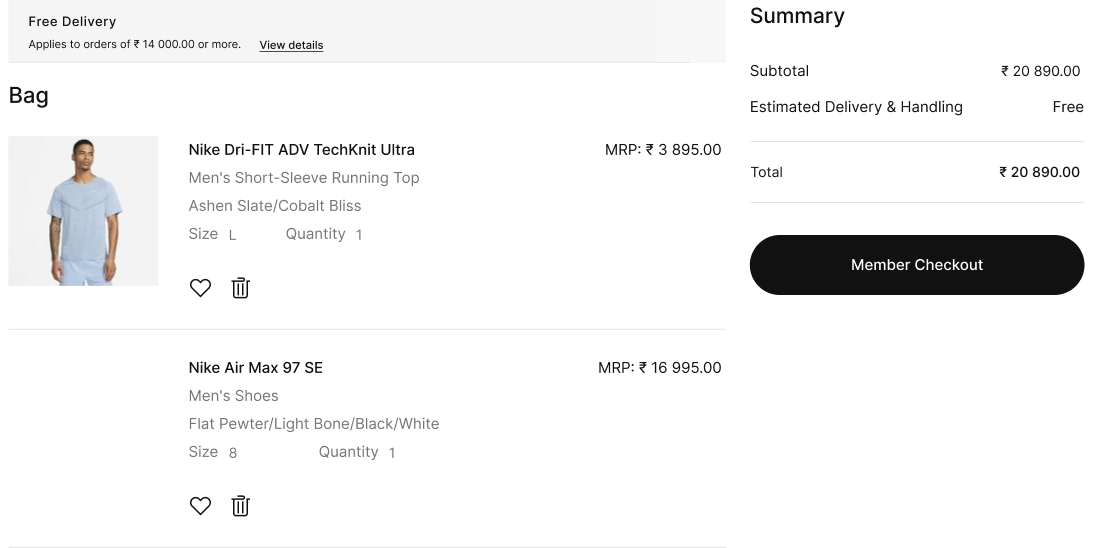 Free Delivery
Applies to orders of ₹ 14 000.00 or more. View details
Bag
Nike Dri-FIT ADV TechKnit Ultra MRP: ₹ 3 895.00
Men's Short-Sleeve Running Top
Ashen Slate/Cobalt Bliss
Size L Quantity 1
Nike Air Max 97 SE MRP: ₹ 16 995.00
Men's Shoes
Flat Pewter/Light Bone/Black/White
Size 8 Quantity 1
Summary
Subtotal ₹ 20 890.00
Estimated Delivery & Handling Free
Total ₹ 20 890.00
Member Checkout